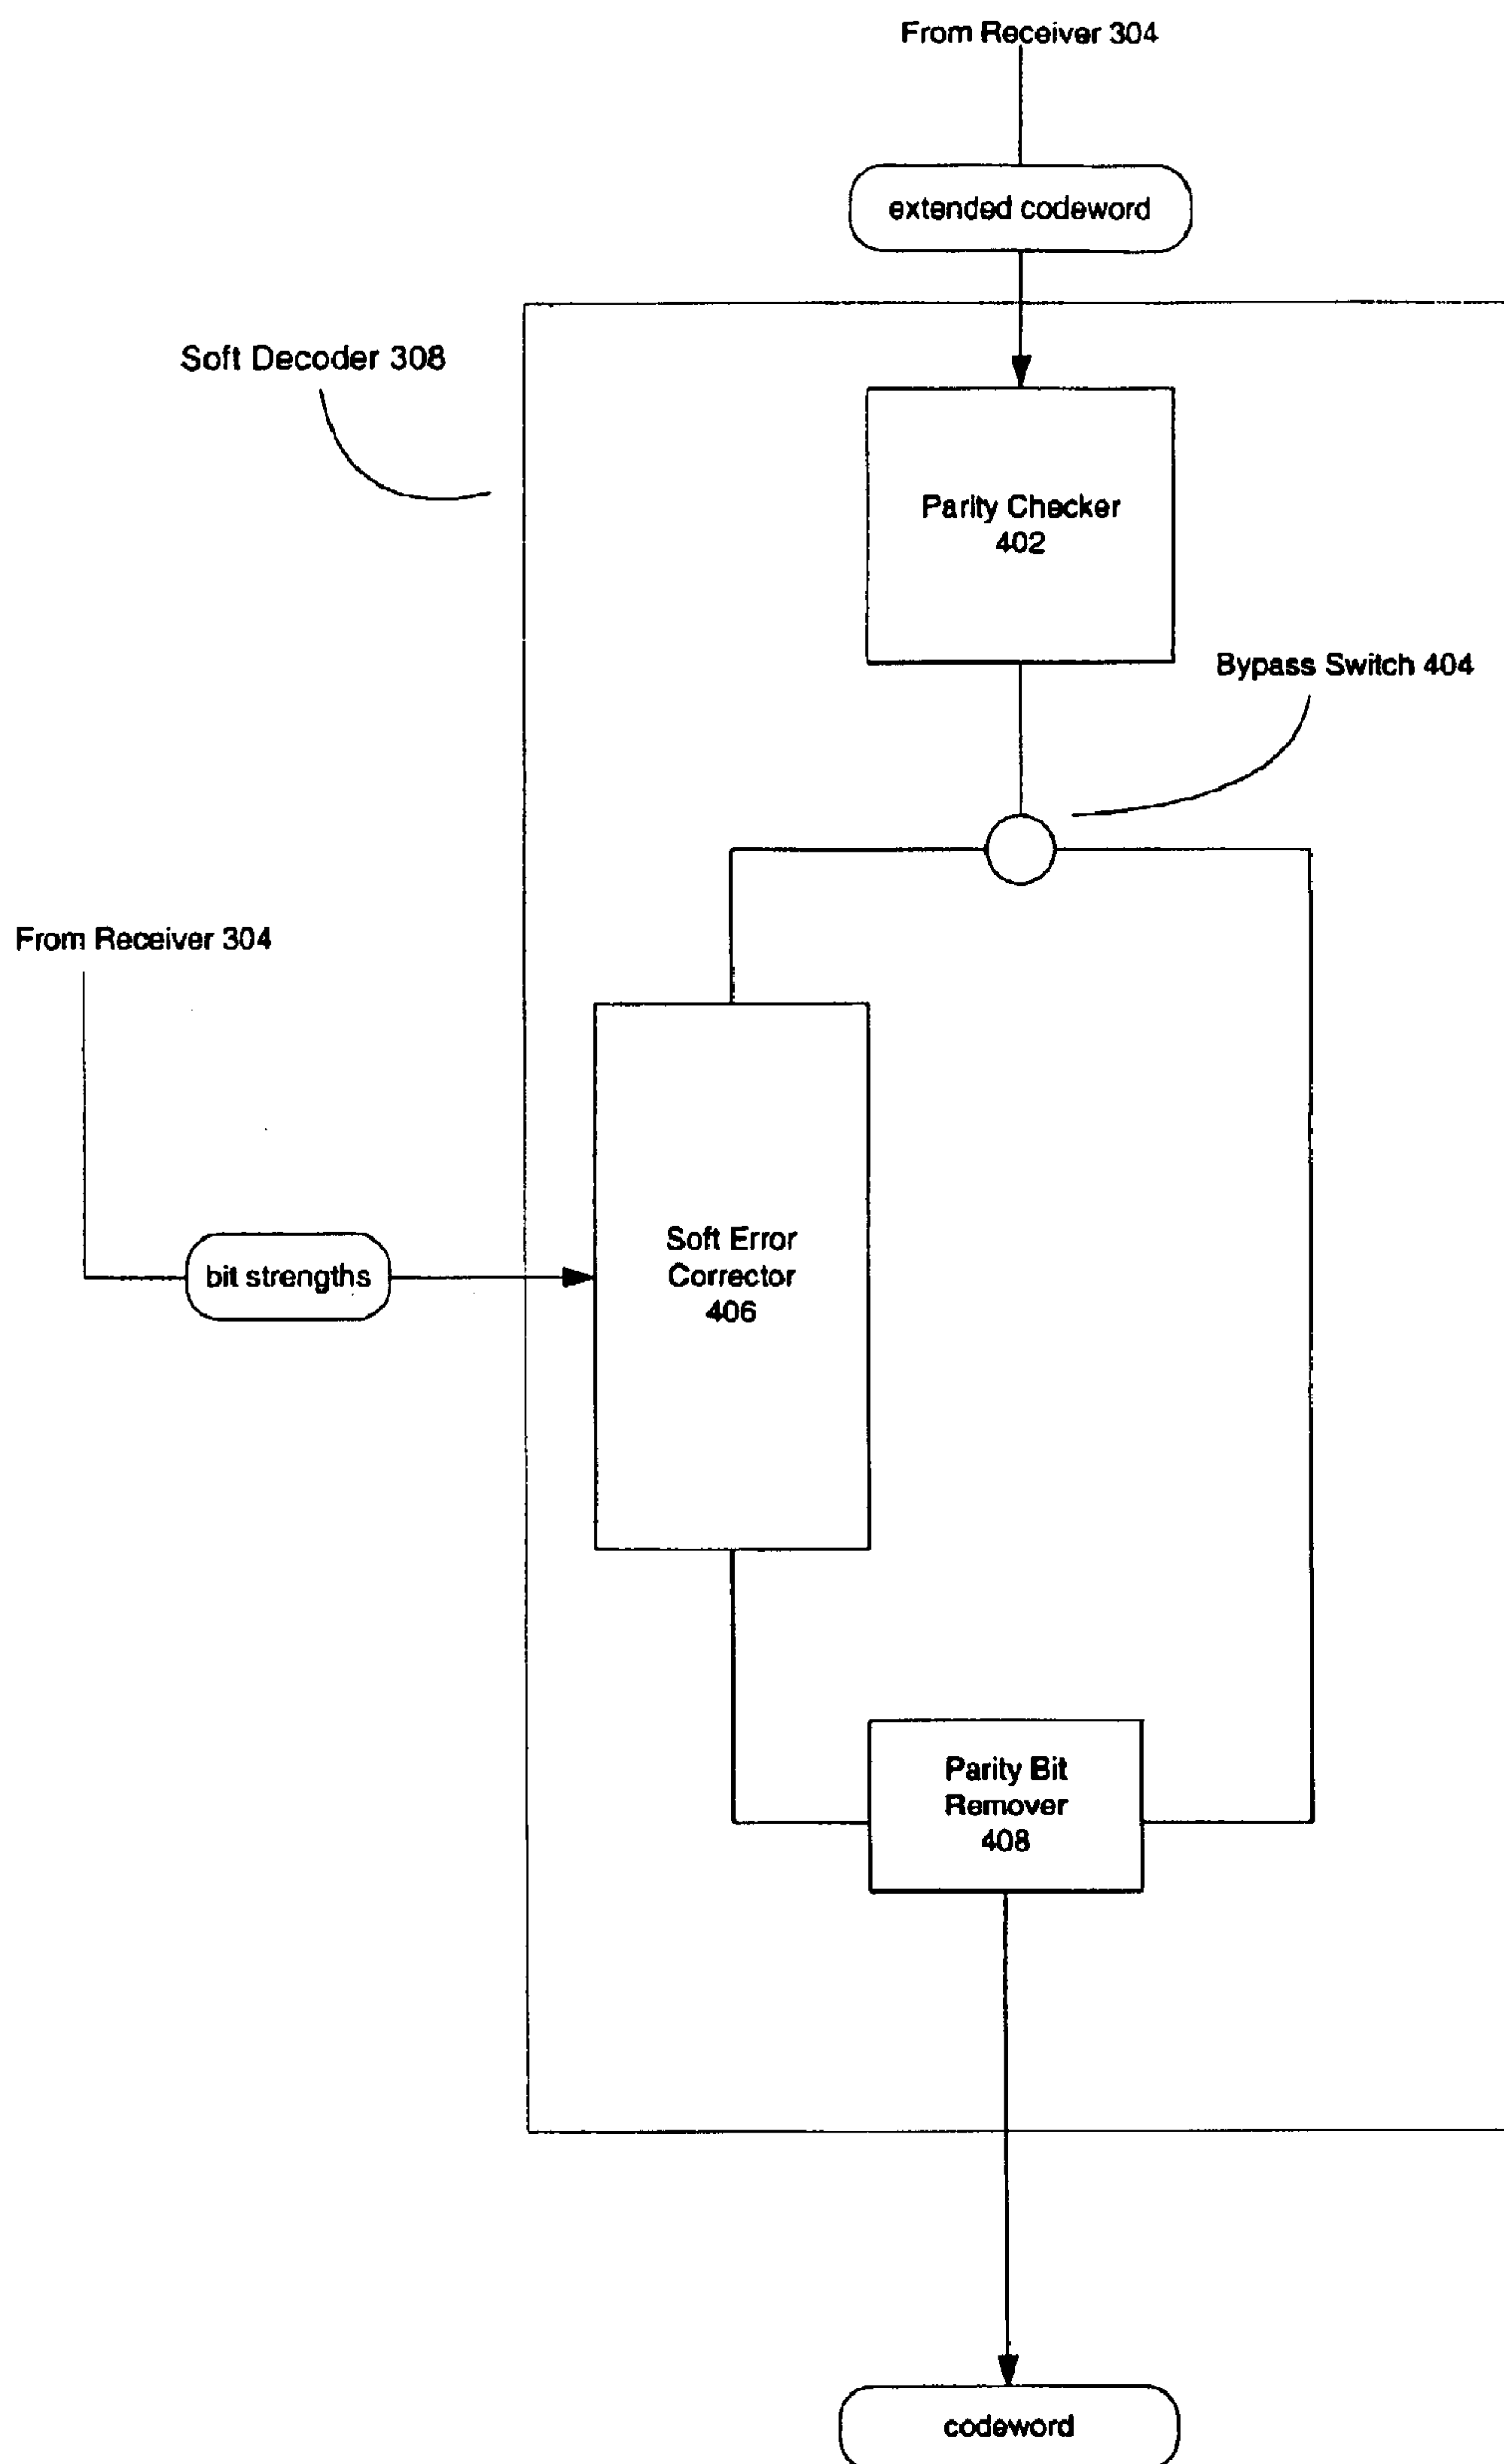 From Receiver 304
extended codeword
Soft Decoder 308
Parity Checker
402
Bypass Switch 404
From Receiver 304
bit strengths
Soft Error
Corrector
406
Parity Bit
Remover
408
codeword